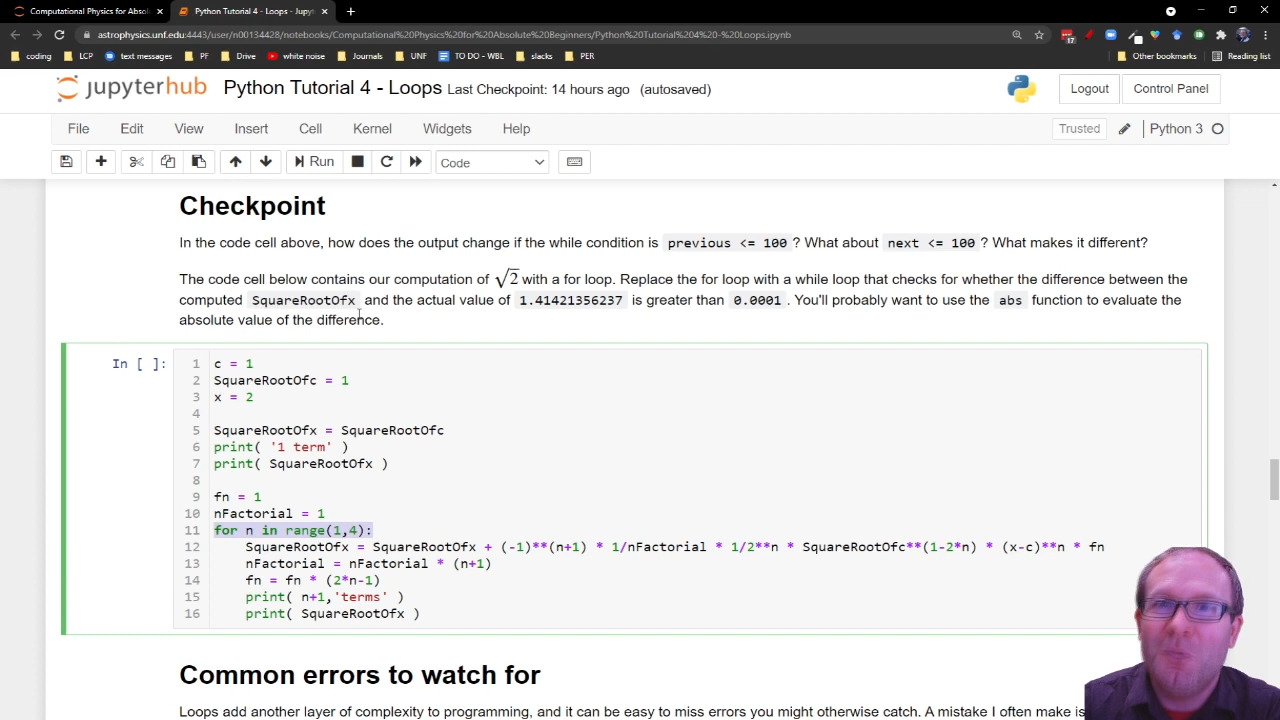 Computational Physics for Absol
Python Tutorial 4 - Loops - Jupyt
astrophysics.unf.edu:4443/user/n00134428/notebooks/Computational%20Physics%20for%20Absolute%20Beginners/Python%20Tutorial%204%20-%20Loops.ipynb
17
coding
LCP
text messages
PF
Drive
white noise
Journals
UNF
TO DO - WBL
slacks
PER
Other bookmarks
Reading list
jupyterhub
Python Tutorial 4 - Loops Last Checkpoint: 14 hours ago (autosaved)
Logout
Control Panel
File Edit View Insert Cell Kernel Widgets Help
Trusted
Python 3
Run
Code
Checkpoint
In the code cell above, how does the output change if the while condition is previous <= 100 ? What about next <= 100 ? What makes it different?
The code cell below contains our computation of √2 with a for loop. Replace the for loop with a while loop that checks for whether the difference between the
computed SquareRootOfx and the actual value of 1.41421356237 is greater than 0.0001 . You'll probably want to use the abs function to evaluate the
absolute value of the difference.
In [ ]:
1 c = 1
2 SquareRootOfc = 1
3 x = 2
4
5 SquareRootOfx = SquareRootOfc
6 print( '1 term' )
7 print( SquareRootOfx )
8
9 fn = 1
10 nFactorial = 1
11 for n in range(1,4):
12 SquareRootOfx = SquareRootOfx + (-1)**(n+1) * 1/nFactorial * 1/2**n * SquareRootOfc**(1-2*n) * (x-c)**n * fn
13 nFactorial = nFactorial * (n+1)
14 fn = fn * (2*n-1)
15 print( n+1,'terms' )
16 print( SquareRootOfx )
Common errors to watch for
Loops add another layer of complexity to programming, and it can be easy to miss errors you might otherwise catch. A mistake I often make is